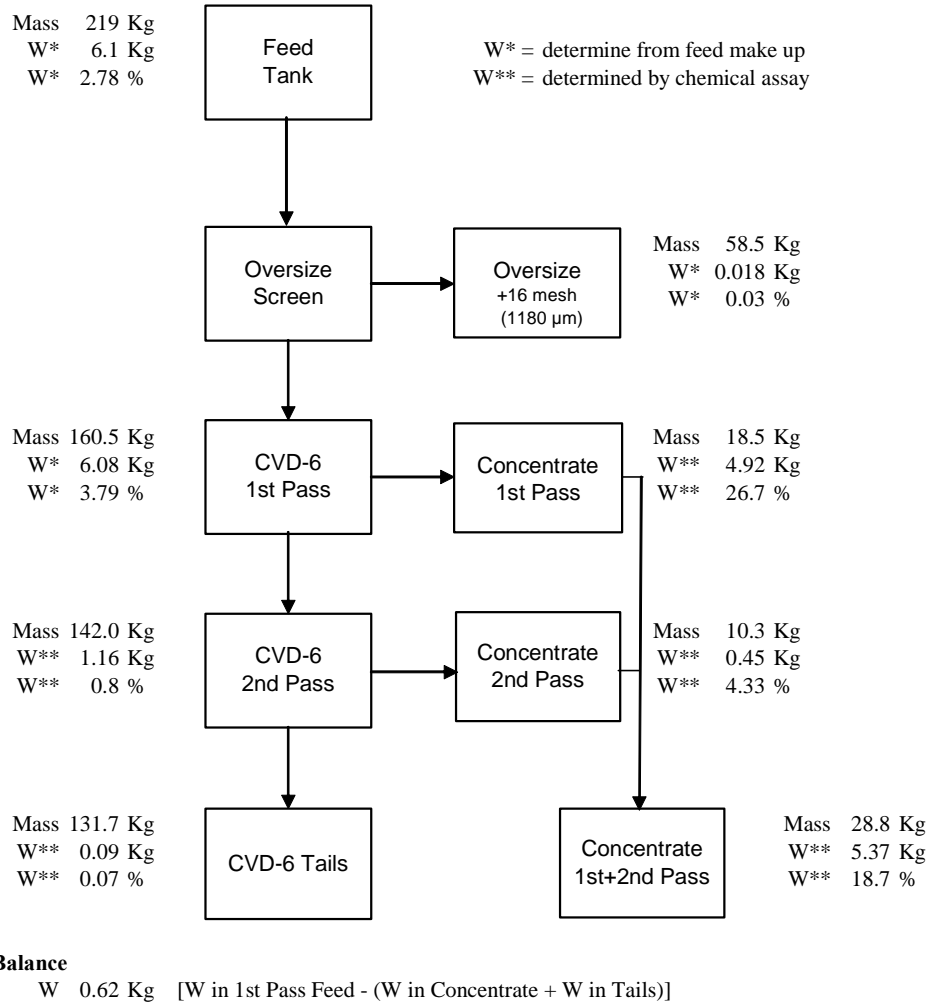 Mass 219 Kg
W* 6.1 Kg
W* 2.78 %
Feed
Tank
W* = determine from feed make up
W** = determined by chemical assay
Oversize
Screen
Oversize
+16 mesh
(1180 µm)
Mass 58.5 Kg
W* 0.018 Kg
W* 0.03 %
Mass 160.5 Kg
W* 6.08 Kg
W* 3.79 %
CVD-6
1st Pass
Concentrate
1st Pass
Mass 18.5 Kg
W** 4.92 Kg
W** 26.7 %
Mass 142.0 Kg
W** 1.16 Kg
W** 0.8 %
CVD-6
2nd Pass
Concentrate
2nd Pass
Mass 10.3 Kg
W** 0.45 Kg
W** 4.33 %
Mass 131.7 Kg
W** 0.09 Kg
W** 0.07 %
CVD-6 Tails
Concentrate
1st+2nd Pass
Mass 28.8 Kg
W** 5.37 Kg
W** 18.7 %
Balance
W 0.62 Kg [W in 1st Pass Feed - (W in Concentrate + W in Tails)]